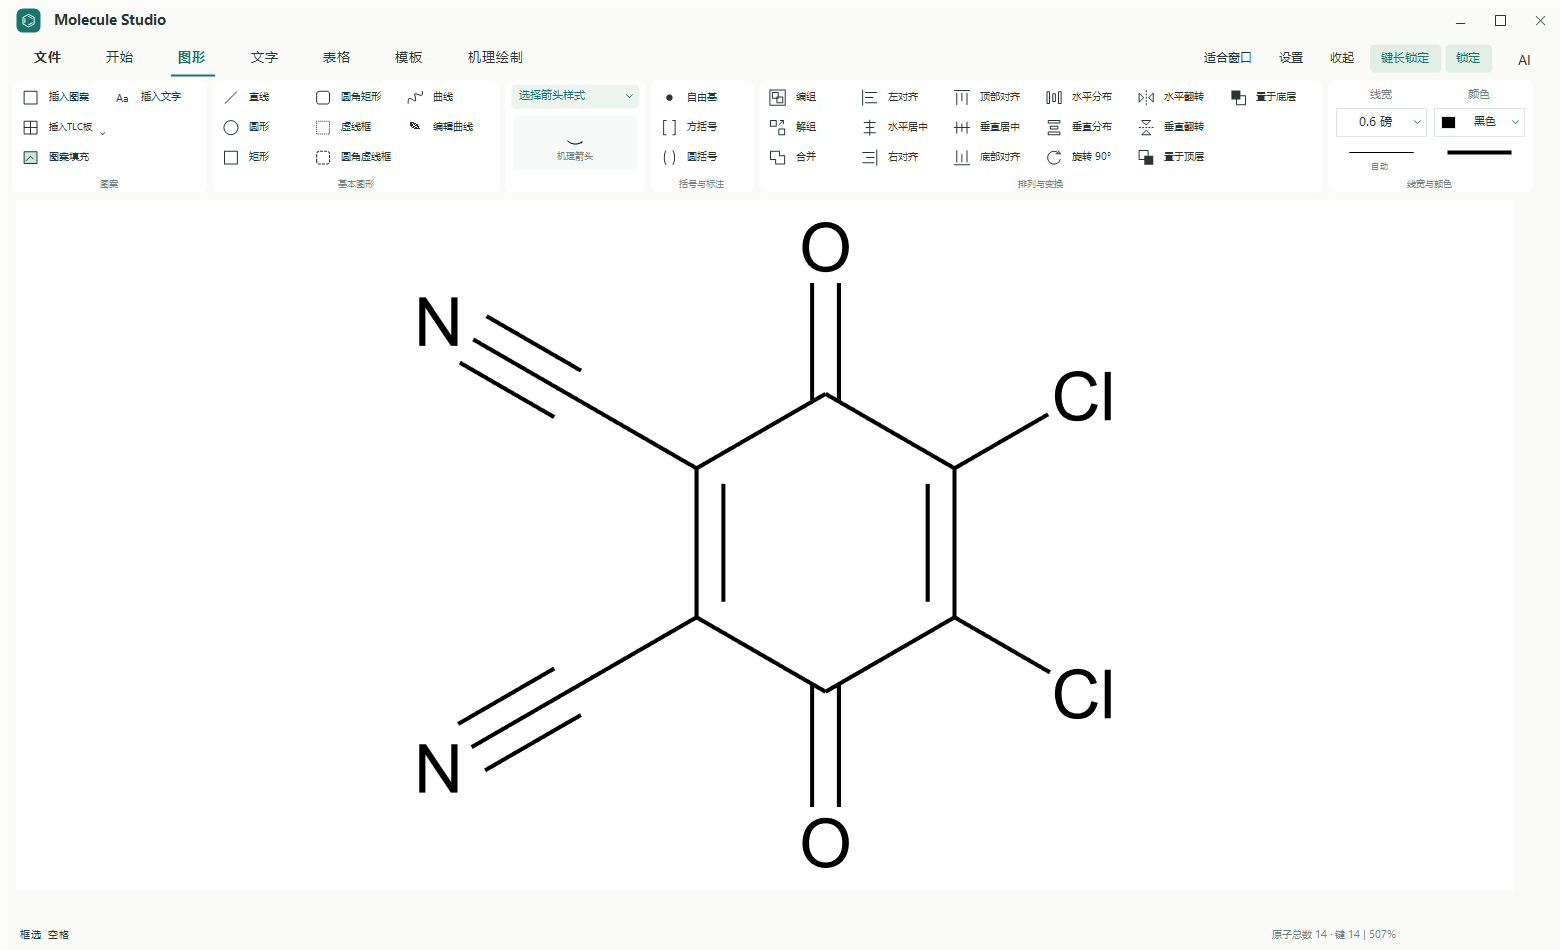 Molecule Studio
文件 开始 图形 文字 表格 模板 机理绘制 适合窗口 设置 收起 键长锁定 锁定 AI
插入图案 Aa 插入文字 直线 圆角矩形 曲线 选择箭头样式 自由基 编组 左对齐 顶部对齐 水平分布 水平翻转 置于底层 线宽 颜色
插入TLC板 圆形 虚线框 编辑曲线 方括号 解组 水平居中 垂直居中 垂直分布 垂直翻转 0.6 磅 黑色
图案填充 矩形 圆角虚线框 机理箭头 圆括号 合并 右对齐 底部对齐 旋转 90° 置于顶层 自动
图案 基本图形 括号与标注 排列与变换 线宽与颜色
O
N
Cl
Cl
N
O
框选 空格 原子总数 14 · 键 14 | 507%